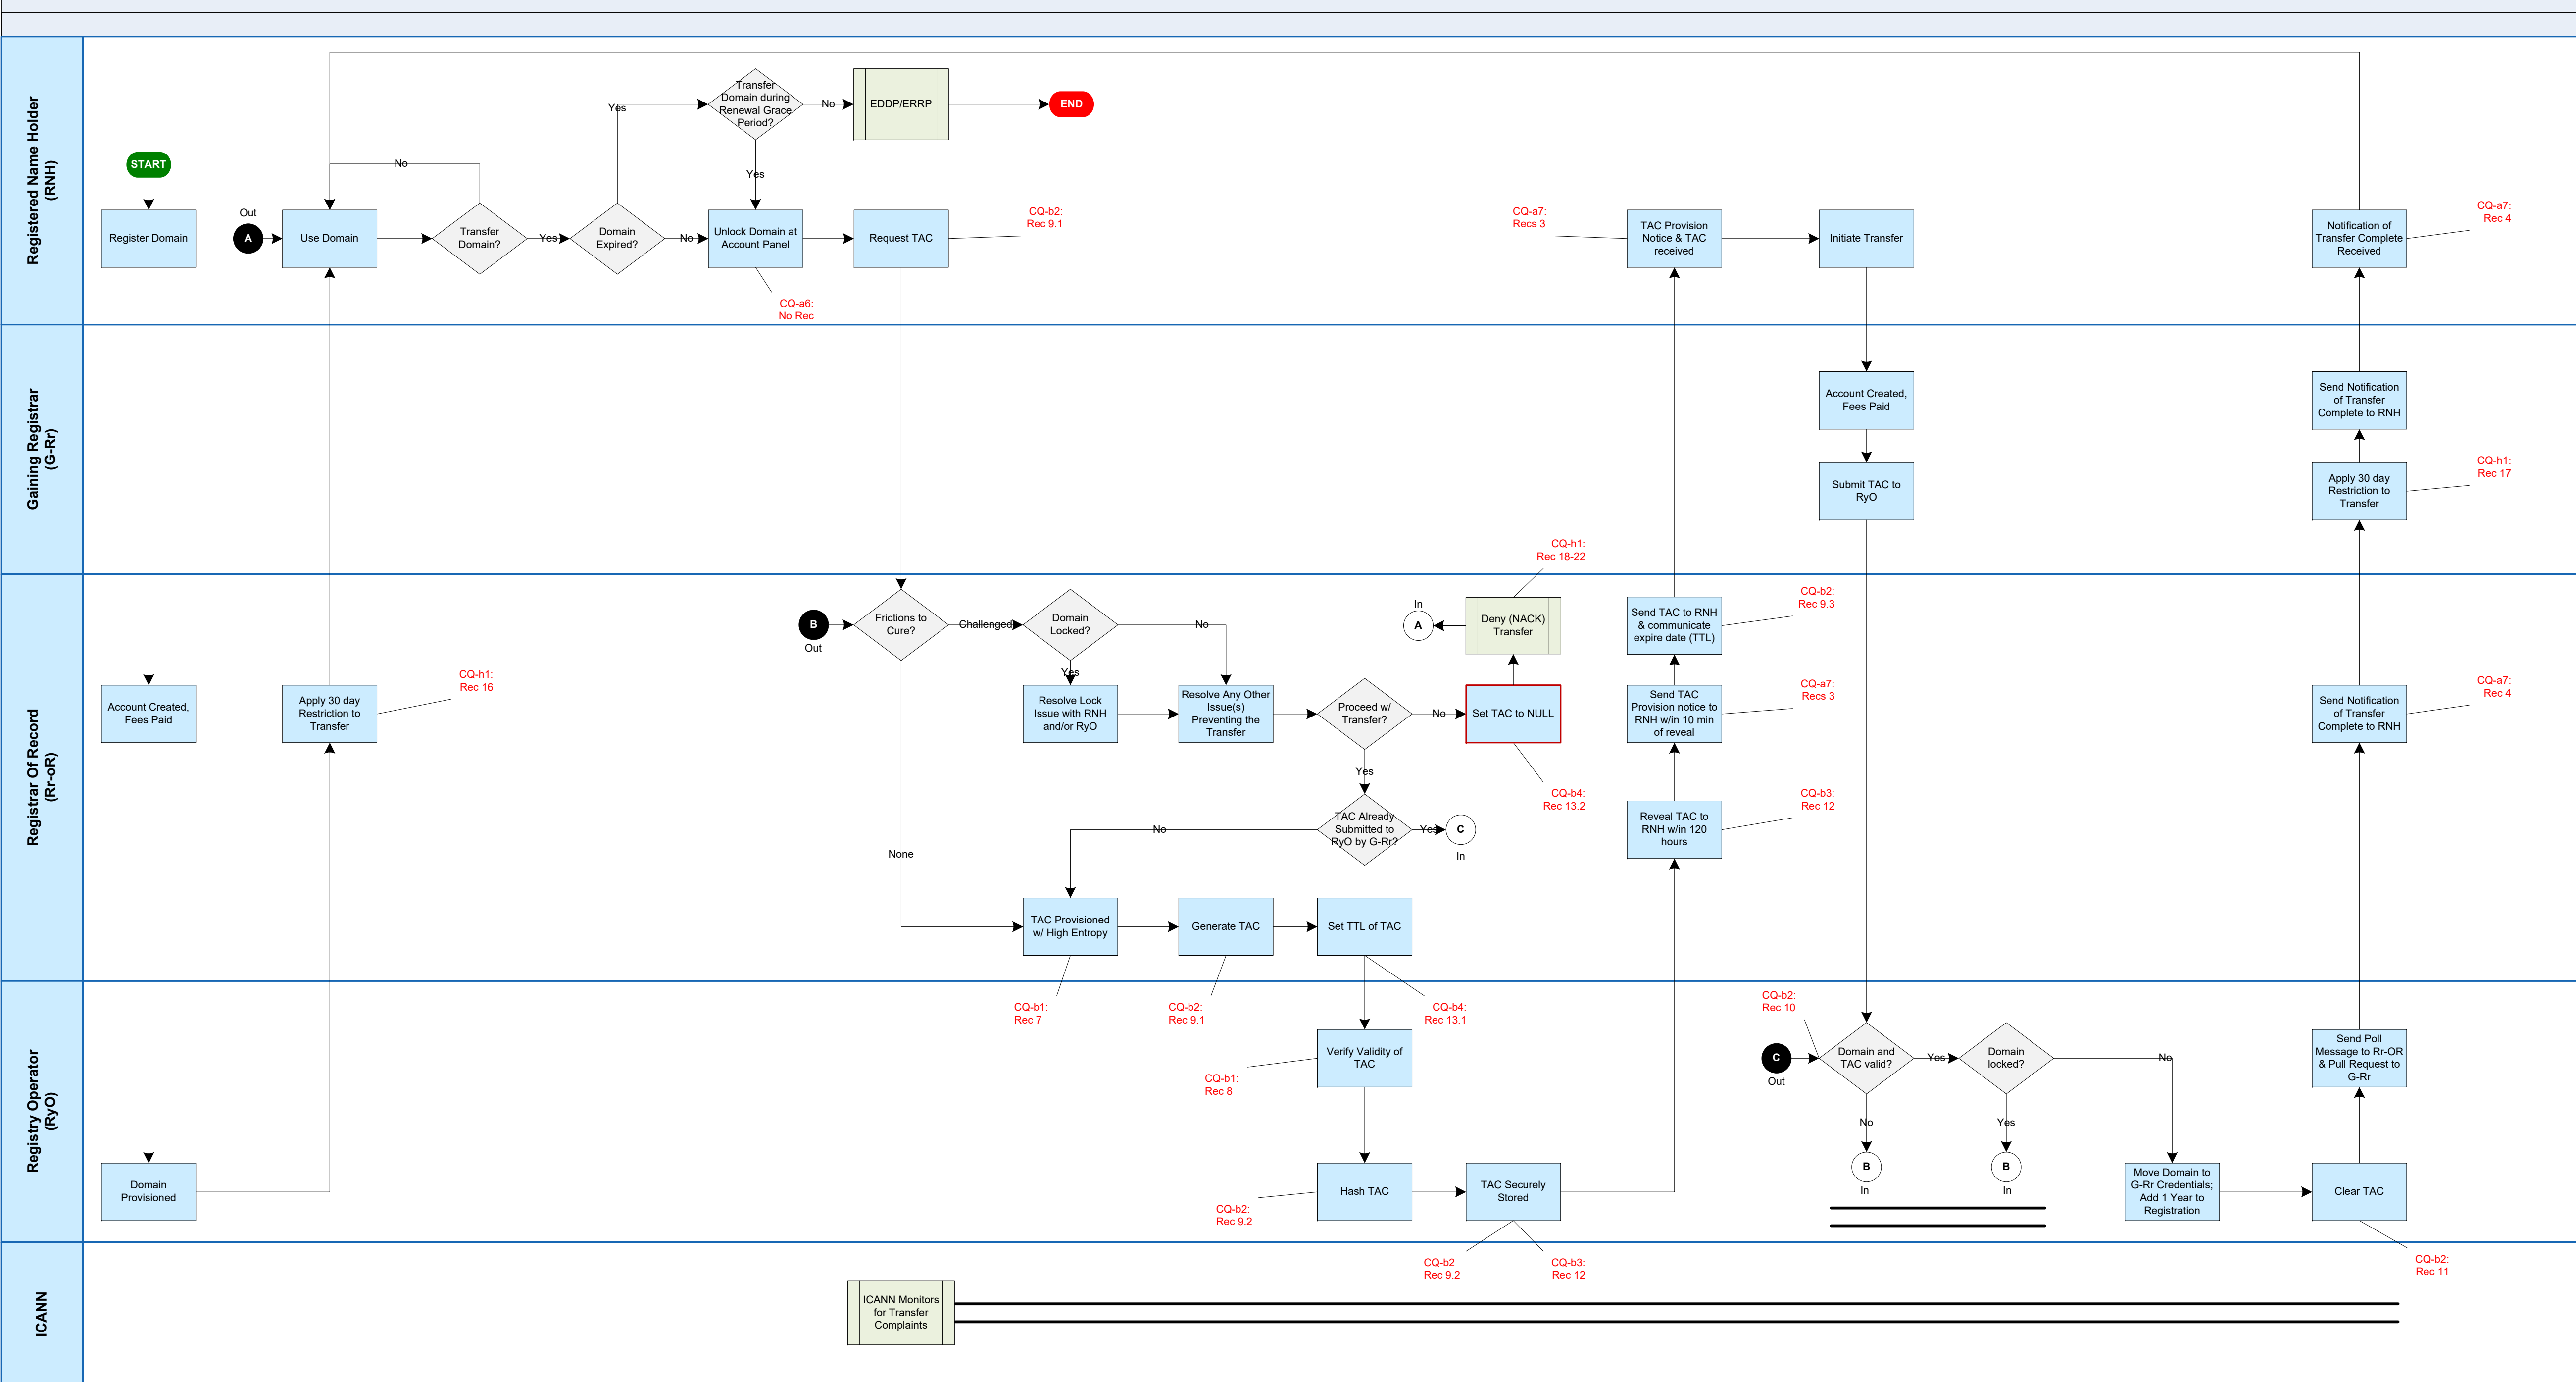 Registered Name Holder
(RNH)
START
Register Domain
Out
A
Use Domain
No
Transfer
Domain?
Yes
Domain
Expired?
Yes
No
Transfer
Domain during
Renewal Grace
Period?
No
Yes
EDDP/ERRP
END
Unlock Domain at
Account Panel
CQ-a6:
No Rec
Request TAC
CQ-b2:
Rec 9.1
CQ-a7:
Recs 3
TAC Provision
Notice & TAC
received
Initiate Transfer
Notification of
Transfer Complete
Received
CQ-a7:
Rec 4
Gaining Registrar
(G-Rr)
Account Created,
Fees Paid
Submit TAC to
RyO
Send Notification
of Transfer
Complete to RNH
Apply 30 day
Restriction to
Transfer
CQ-h1:
Rec 17
Registrar Of Record
(Rr-oR)
Account Created,
Fees Paid
Apply 30 day
Restriction to
Transfer
CQ-h1:
Rec 16
B
Out
Frictions to
Cure?
Challenged
None
Domain
Locked?
No
Yes
Resolve Lock
Issue with RNH
and/or RyO
Resolve Any Other
Issue(s)
Preventing the
Transfer
Proceed w/
Transfer?
No
Yes
Set TAC to NULL
CQ-b4:
Rec 13.2
Deny (NACK)
Transfer
CQ-h1:
Rec 18-22
In
A
TAC Already
Submitted to
RyO by G-Rr?
No
Yes
C
In
TAC Provisioned
w/ High Entropy
CQ-b1:
Rec 7
Generate TAC
CQ-b2:
Rec 9.1
Set TTL of TAC
CQ-b4:
Rec 13.1
Send TAC to RNH
& communicate
expire date (TTL)
CQ-b2:
Rec 9.3
Send TAC
Provision notice to
RNH w/in 10 min
of reveal
CQ-a7:
Recs 3
Reveal TAC to
RNH w/in 120
hours
CQ-b3:
Rec 12
Send Notification
of Transfer
Complete to RNH
CQ-a7:
Rec 4
Registry Operator
(RyO)
Domain
Provisioned
Verify Validity of
TAC
CQ-b1:
Rec 8
Hash TAC
CQ-b2:
Rec 9.2
TAC Securely
Stored
CQ-b2
Rec 9.2
CQ-b3:
Rec 12
CQ-b2:
Rec 10
C
Out
Domain and
TAC valid?
Yes
No
B
In
Domain
locked?
No
Yes
B
In
Move Domain to
G-Rr Credentials;
Add 1 Year to
Registration
Clear TAC
CQ-b2:
Rec 11
Send Poll
Message to Rr-OR
& Pull Request to
G-Rr
ICANN
ICANN Monitors
for Transfer
Complaints